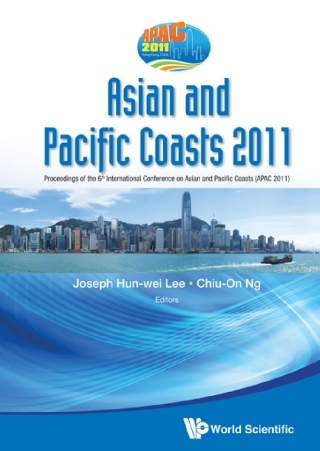 APAC
2011
Hong Kong, China
Asian and
Pacific Coasts 2011
Proceedings of the 6th International Conference on Asian and Pacific Coasts (APAC 2011)
Joseph Hun-wei Lee • Chiu-On Ng
Editors
World Scientific